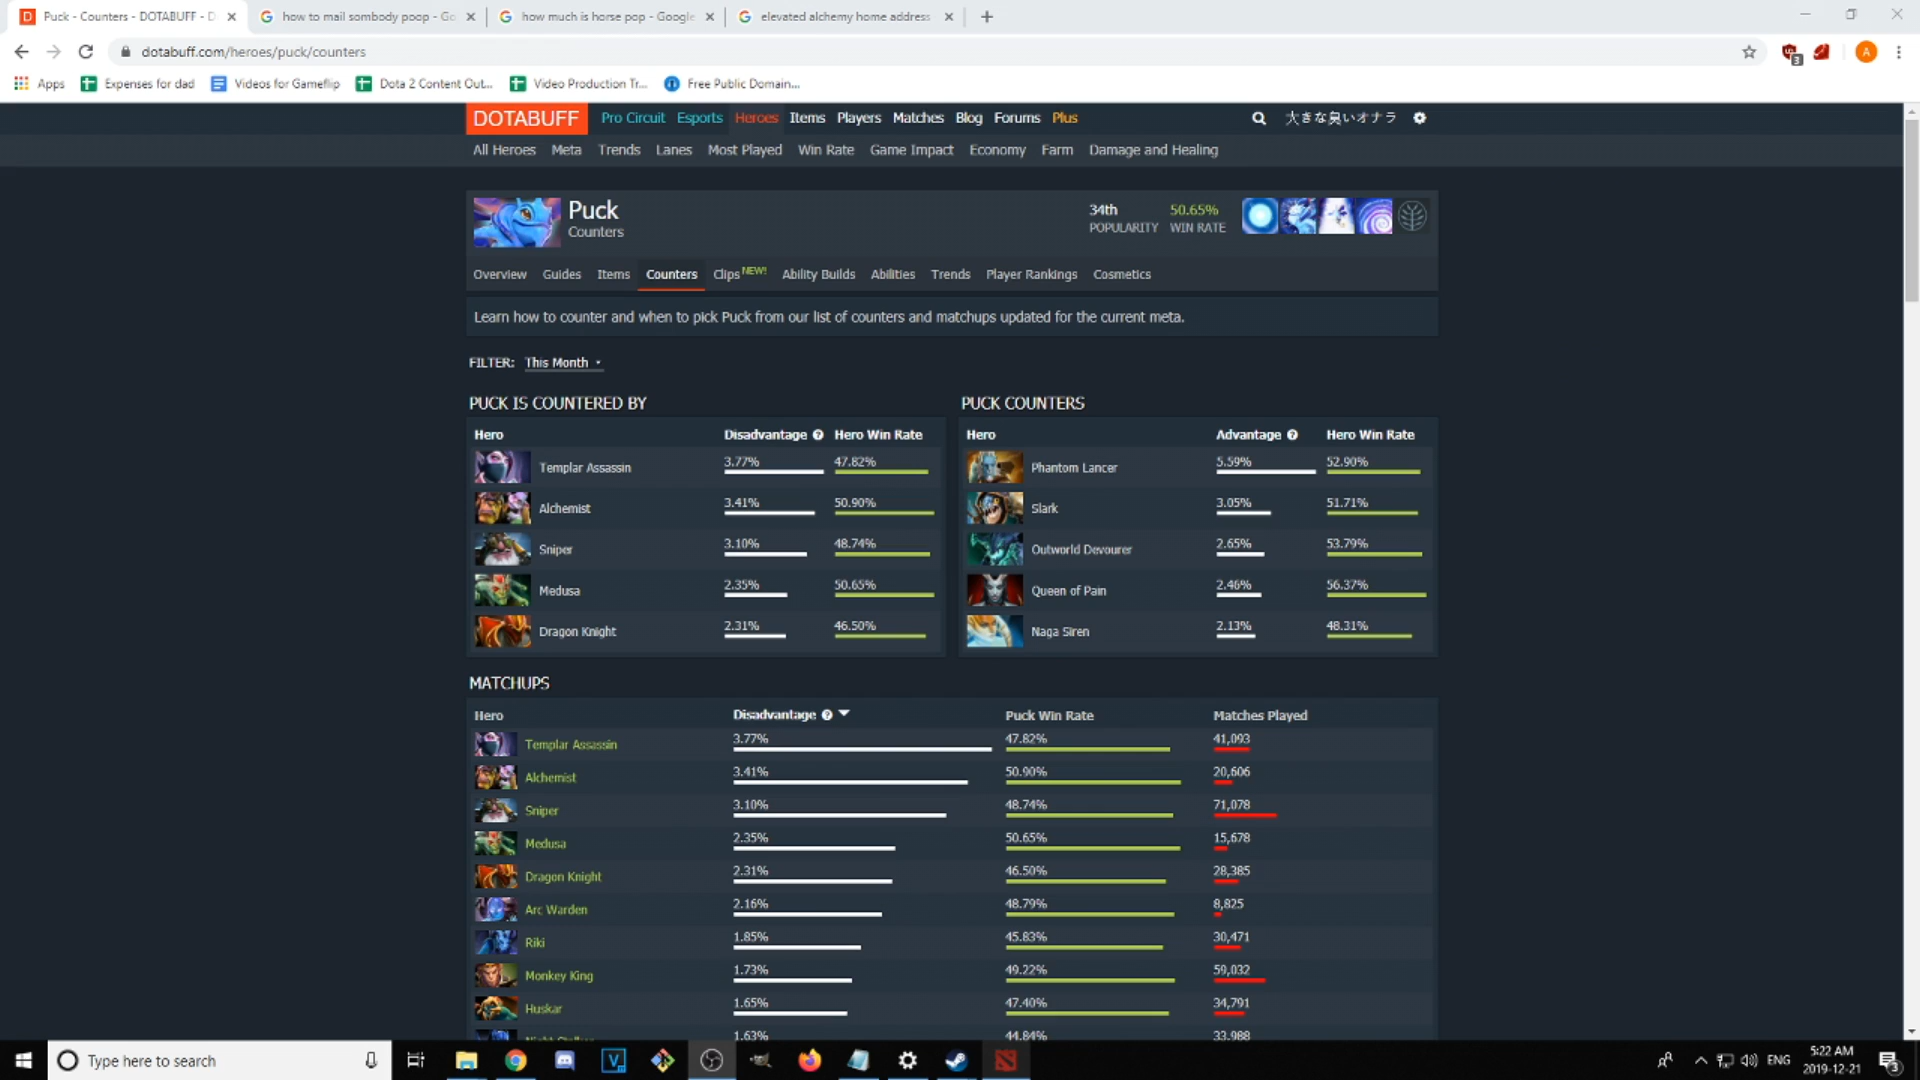 Puck - Counters - DOTABUFF - D
how to mail sombody poop - Go
how much is horse pop - Google
elevated alchemy home address
dotabuff.com/heroes/puck/counters
3
A
Apps
Expenses for dad
Videos for Gameflip
Dota 2 Content Out...
Video Production Tr...
Free Public Domain...
DOTABUFF
Pro Circuit
Esports
Heroes
Items
Players
Matches
Blog
Forums
Plus
大きな臭いオナラ
All Heroes
Meta
Trends
Lanes
Most Played
Win Rate
Game Impact
Economy
Farm
Damage and Healing
Puck
Counters
34th
POPULARITY
50.65%
WIN RATE
Overview
Guides
Items
Counters
Clips NEW!
Ability Builds
Abilities
Trends
Player Rankings
Cosmetics
Learn how to counter and when to pick Puck from our list of counters and matchups updated for the current meta.
FILTER: This Month
PUCK IS COUNTERED BY
Hero Disadvantage Hero Win Rate
Templar Assassin 3.77% 47.82%
Alchemist 3.41% 50.90%
Sniper 3.10% 48.74%
Medusa 2.35% 50.65%
Dragon Knight 2.31% 46.50%
PUCK COUNTERS
Hero Advantage Hero Win Rate
Phantom Lancer 5.59% 52.90%
Slark 3.05% 51.71%
Outworld Devourer 2.65% 53.79%
Queen of Pain 2.46% 56.37%
Naga Siren 2.13% 48.31%
MATCHUPS
Hero Disadvantage Puck Win Rate Matches Played
Templar Assassin 3.77% 47.82% 41,093
Alchemist 3.41% 50.90% 20,606
Sniper 3.10% 48.74% 71,078
Medusa 2.35% 50.65% 15,678
Dragon Knight 2.31% 46.50% 28,385
Arc Warden 2.16% 48.79% 8,825
Riki 1.85% 45.83% 30,471
Monkey King 1.73% 49.22% 59,032
Huskar 1.65% 47.40% 34,791
1.63% 44.84% 33,988
Type here to search
ENG
5:22 AM
2019-12-21
3